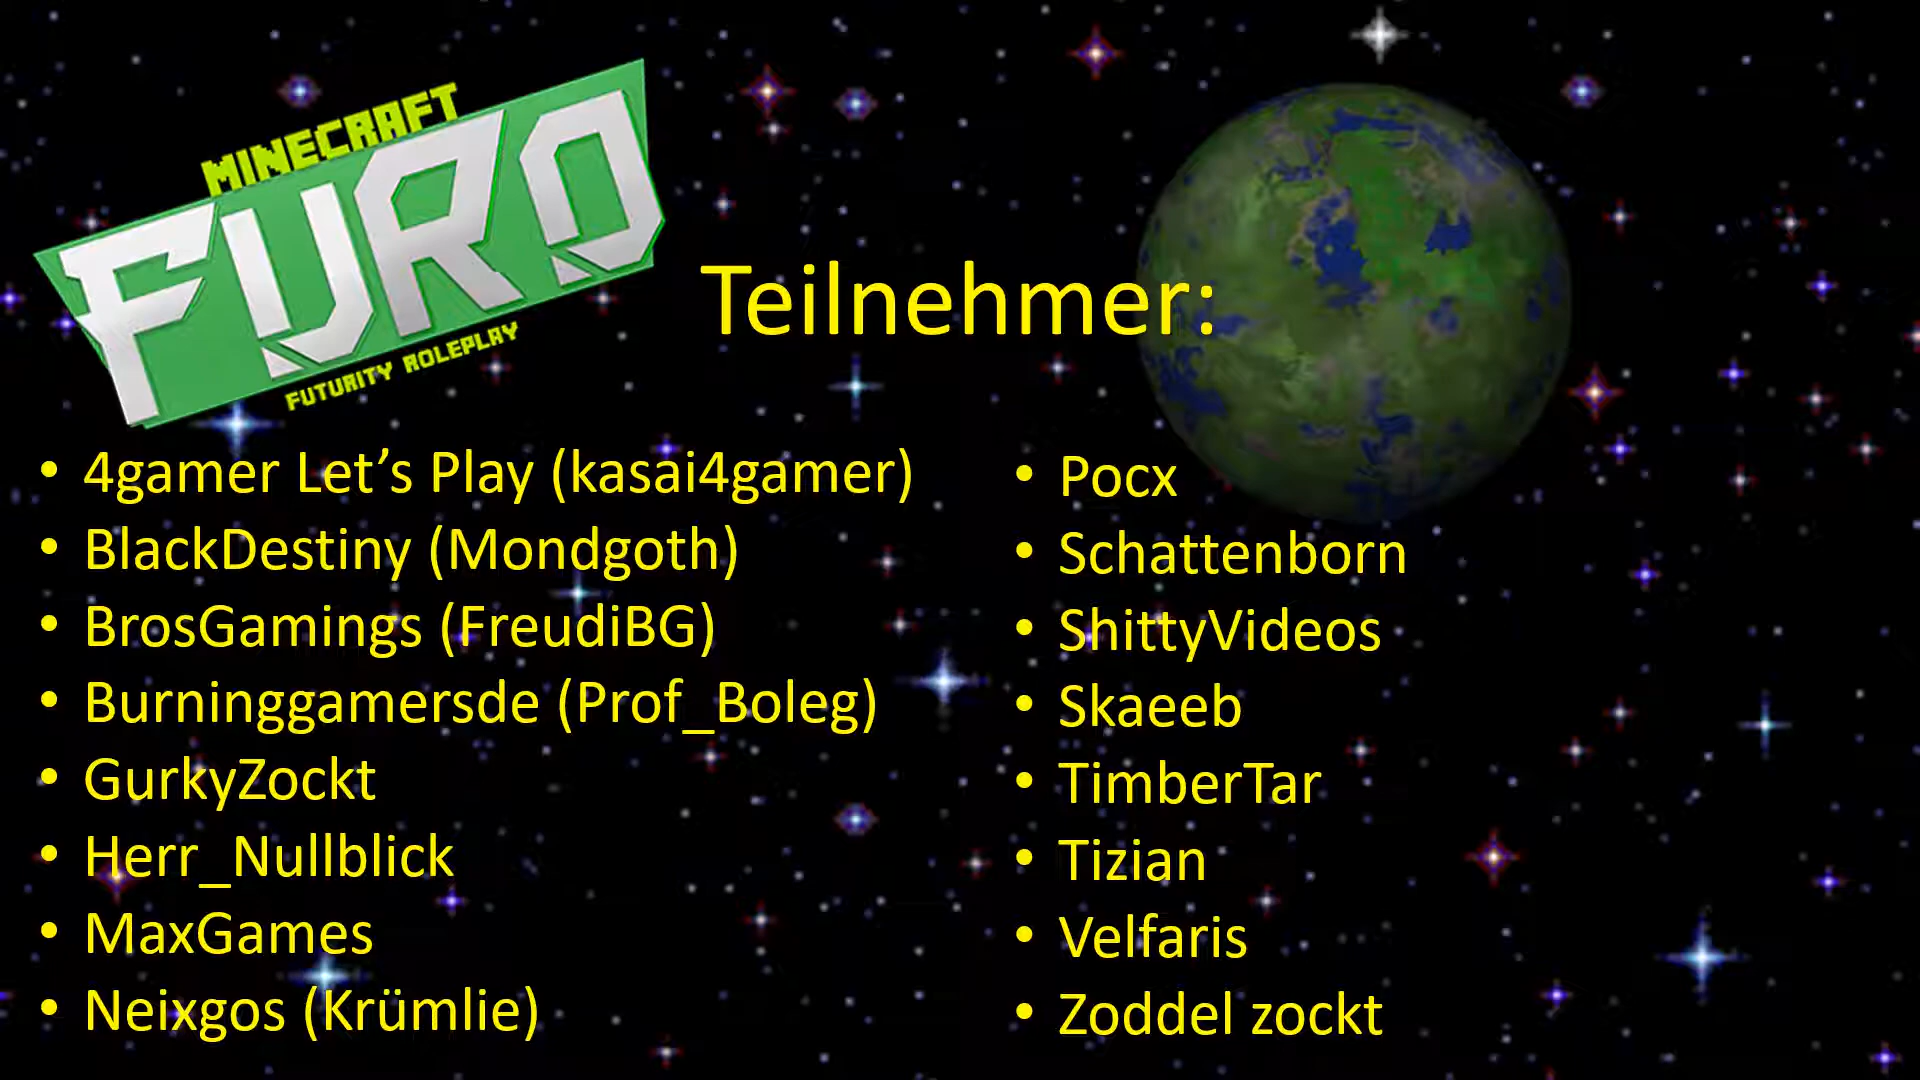 MINECRAFT
FURO
FUTURITY ROLEPLAY
Teilnehmer:
• 4gamer Let’s Play (kasai4gamer)
• BlackDestiny (Mondgoth)
• BrosGamings (FreudiBG)
• Burninggamersde (Prof_Boleg)
• GurkyZockt
• Herr_Nullblick
• MaxGames
• Neixgos (Krümlie)
• Pocx
• Schattenborn
• ShittyVideos
• Skaeeb
• TimberTar
• Tizian
• Velfaris
• Zoddel zockt